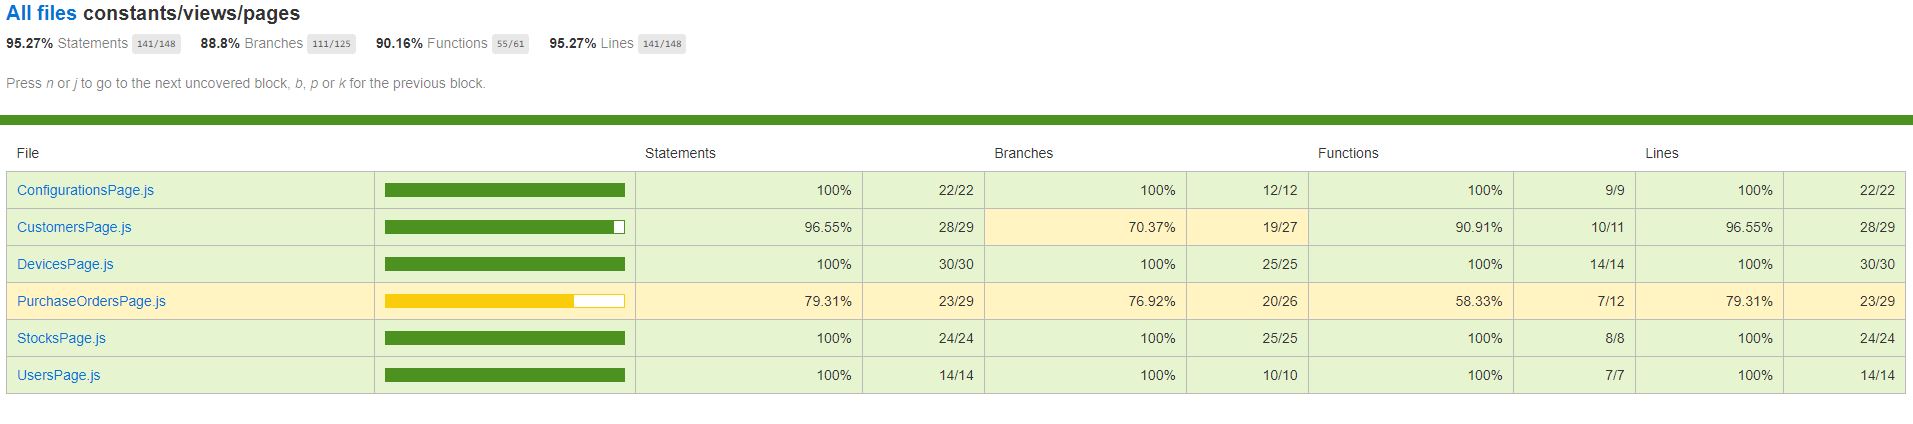 All files constants/views/pages
95.27% Statements 141/148 88.8% Branches 111/125 90.16% Functions 55/61 95.27% Lines 141/148
Press n or j to go to the next uncovered block, b, p or k for the previous block.
File Statements Branches Functions Lines
ConfigurationsPage.js 100% 22/22 100% 12/12 100% 9/9 100% 22/22
CustomersPage.js 96.55% 28/29 70.37% 19/27 90.91% 10/11 96.55% 28/29
DevicesPage.js 100% 30/30 100% 25/25 100% 14/14 100% 30/30
PurchaseOrdersPage.js 79.31% 23/29 76.92% 20/26 58.33% 7/12 79.31% 23/29
StocksPage.js 100% 24/24 100% 25/25 100% 8/8 100% 24/24
UsersPage.js 100% 14/14 100% 10/10 100% 7/7 100% 14/14